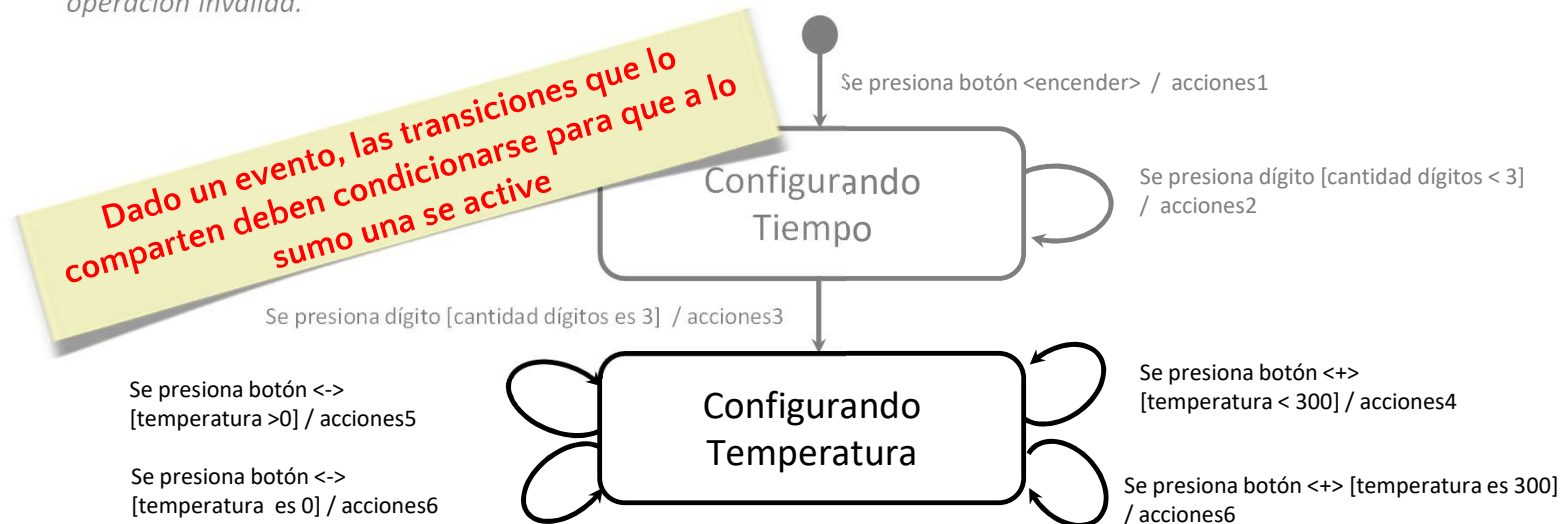 operación inválida.
Dado un evento, las transiciones que lo
comparten deben condicionarse para que a lo
sumo una se active
Se presiona botón <encender> / acciones1
Configurando
Tiempo
Se presiona dígito [cantidad dígitos < 3]
/ acciones2
Se presiona dígito [cantidad dígitos es 3] / acciones3
Se presiona botón <->
[temperatura >0] / acciones5
Se presiona botón <->
[temperatura es 0] / acciones6
Configurando
Temperatura
Se presiona botón <+>
[temperatura < 300] / acciones4
Se presiona botón <+> [temperatura es 300]
/ acciones6